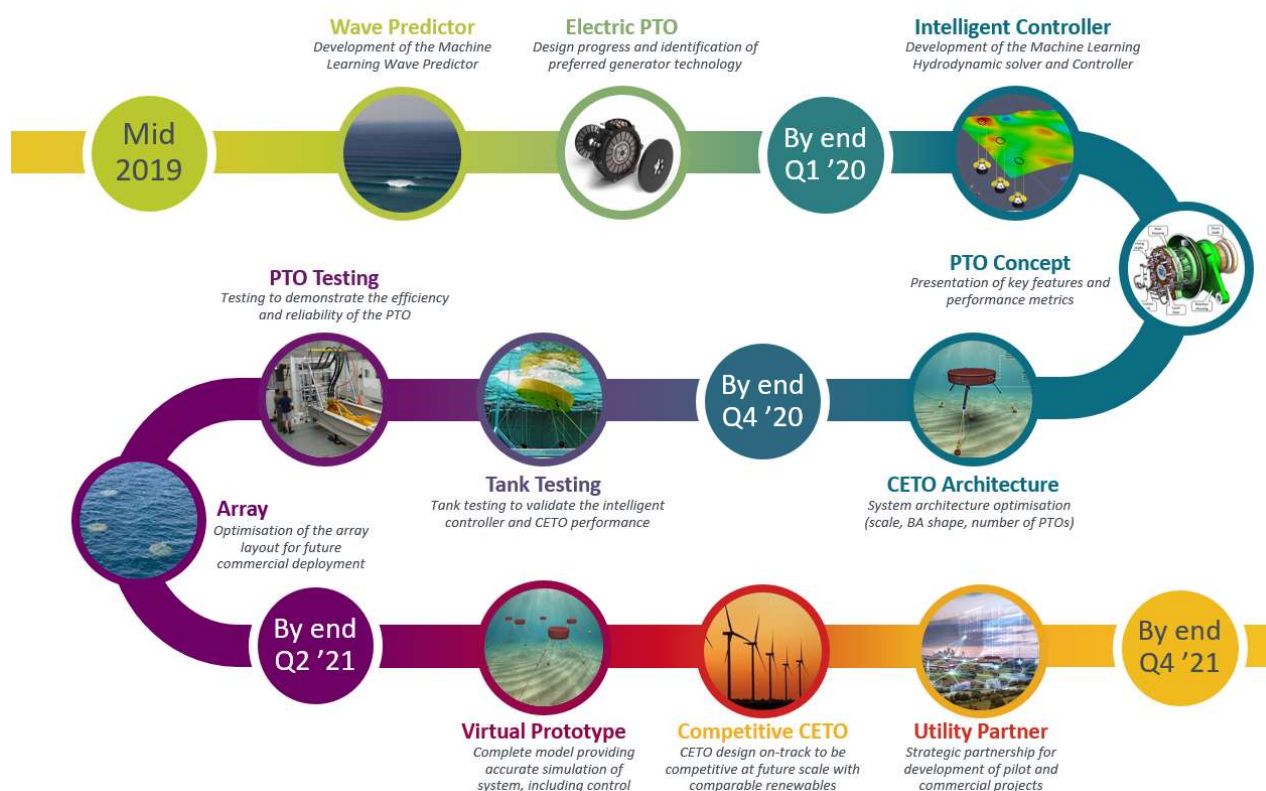 Wave Predictor
Development of the Machine
Learning Wave Predictor
Electric PTO
Design progress and identification of
preferred generator technology
Intelligent Controller
Development of the Machine Learning
Hydrodynamic solver and Controller
Mid
2019
By end
Q1 ’20
PTO Concept
Presentation of key features and
performance metrics
PTO Testing
Testing to demonstrate the efficiency
and reliability of the PTO
By end
Q4 ’20
CETO Architecture
System architecture optimisation
(scale, BA shape, number of PTOs)
Tank Testing
Tank testing to validate the intelligent
controller and CETO performance
Array
Optimisation of the array
layout for future
commercial deployment
By end
Q2 ’21
By end
Q4 ’21
Virtual Prototype
Complete model providing
accurate simulation of
system, including control
Competitive CETO
CETO design on-track to be
competitive at future scale with
comparable renewables
Utility Partner
Strategic partnership for
development of pilot and
commercial projects